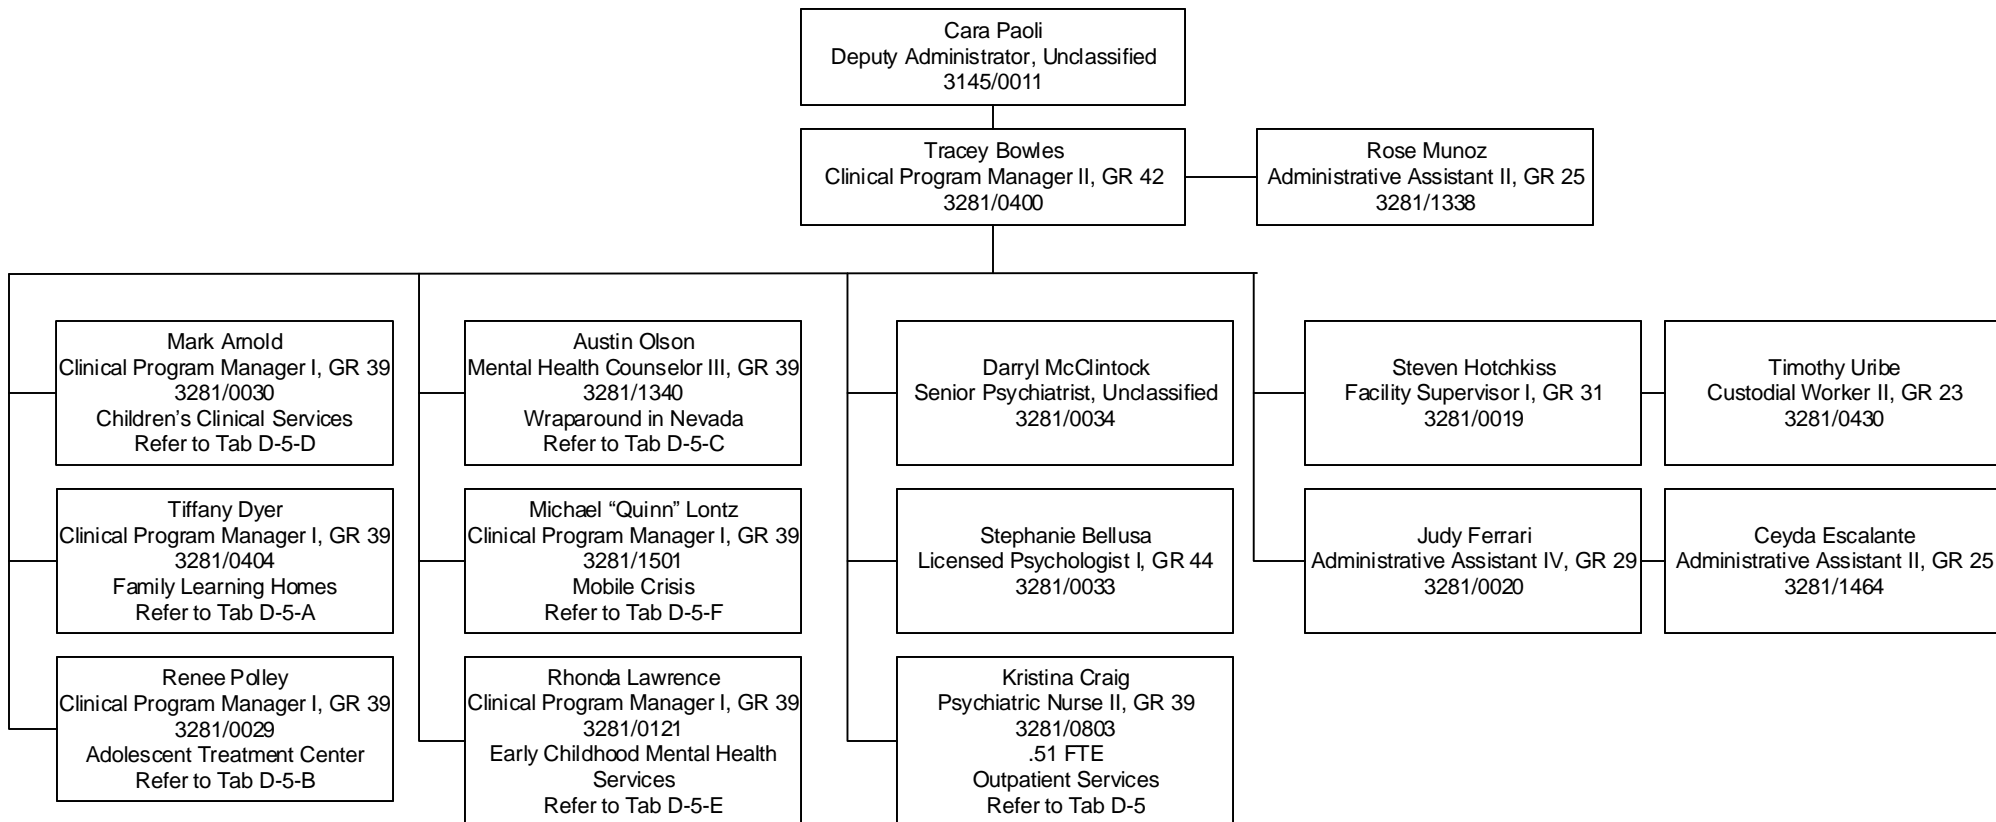 Cara Paoli
Deputy Administrator, Unclassified
3145/0011
Tracey Bowles
Clinical Program Manager II, GR 42
3281/0400
Rose Munoz
Administrative Assistant II, GR 25
3281/1338
Mark Arnold
Clinical Program Manager I, GR 39
3281/0030
Children’s Clinical Services
Refer to Tab D-5-D
Austin Olson
Mental Health Counselor III, GR 39
3281/1340
Wraparound in Nevada
Refer to Tab D-5-C
Darryl McClintock
Senior Psychiatrist, Unclassified
3281/0034
Steven Hotchkiss
Facility Supervisor I, GR 31
3281/0019
Timothy Uribe
Custodial Worker II, GR 23
3281/0430
Tiffany Dyer
Clinical Program Manager I, GR 39
3281/0404
Family Learning Homes
Refer to Tab D-5-A
Michael “Quinn” Lontz
Clinical Program Manager I, GR 39
3281/1501
Mobile Crisis
Refer to Tab D-5-F
Stephanie Bellusa
Licensed Psychologist I, GR 44
3281/0033
Judy Ferrari
Administrative Assistant IV, GR 29
3281/0020
Ceyda Escalante
Administrative Assistant II, GR 25
3281/1464
Renee Polley
Clinical Program Manager I, GR 39
3281/0029
Adolescent Treatment Center
Refer to Tab D-5-B
Rhonda Lawrence
Clinical Program Manager I, GR 39
3281/0121
Early Childhood Mental Health
Services
Refer to Tab D-5-E
Kristina Craig
Psychiatric Nurse II, GR 39
3281/0803
.51 FTE
Outpatient Services
Refer to Tab D-5